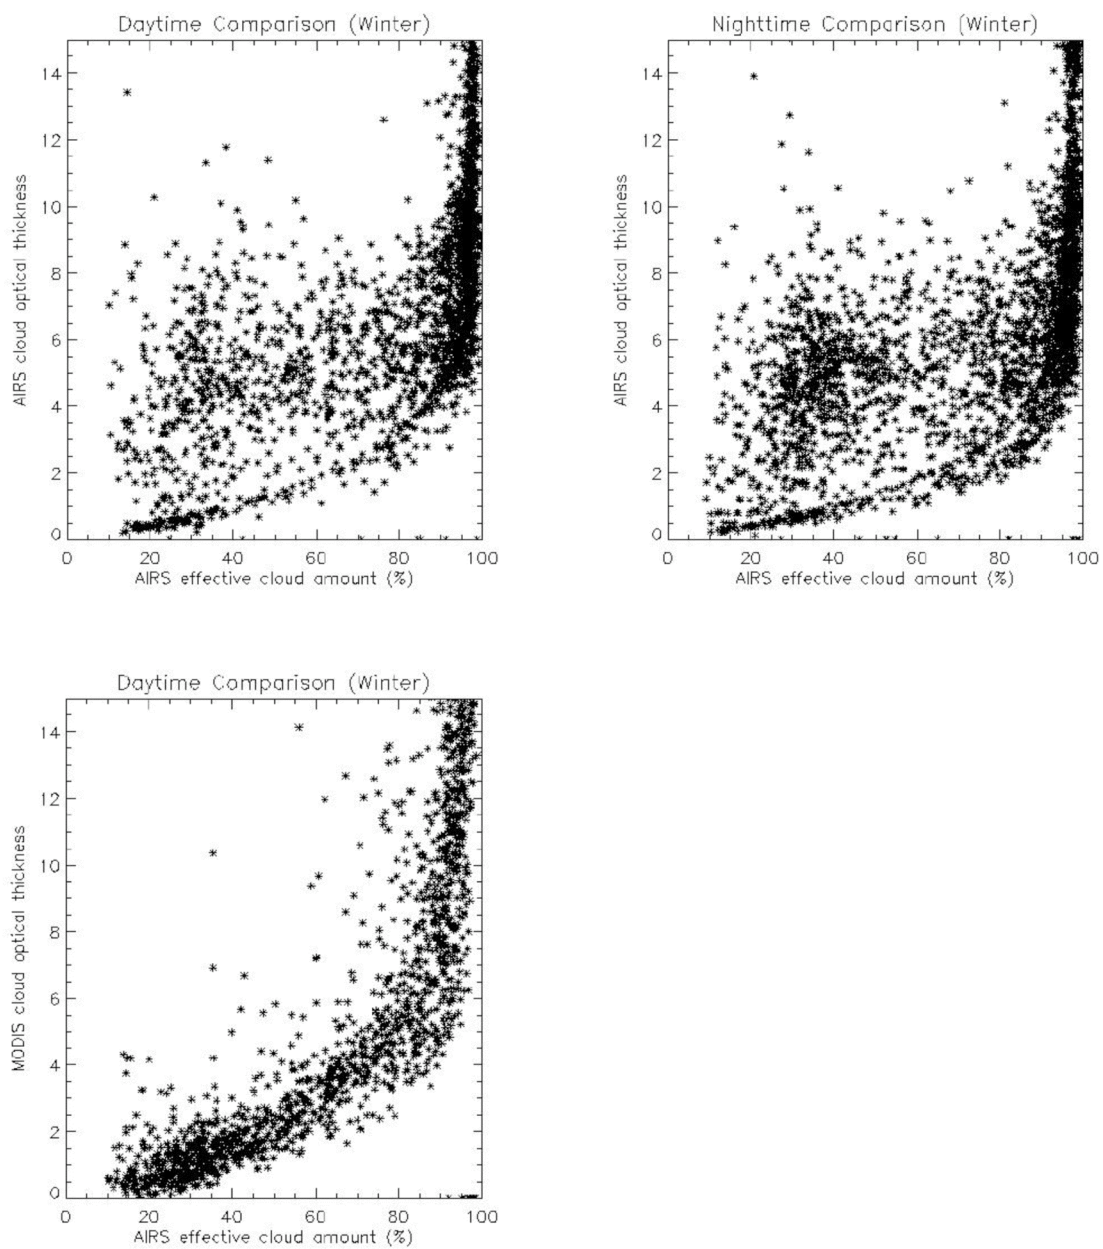 Daytime Comparison (Winter)
AIRS cloud optical thickness
14
12
10
8
6
4
2
0
0 20 40 60 80 100
AIRS effective cloud amount (%)
Nighttime Comparison (Winter)
AIRS cloud optical thickness
14
12
10
8
6
4
2
0
0 20 40 60 80 100
AIRS effective cloud amount (%)
Daytime Comparison (Winter)
MODIS cloud optical thickness
14
12
10
8
6
4
2
0
0 20 40 60 80 100
AIRS effective cloud amount (%)